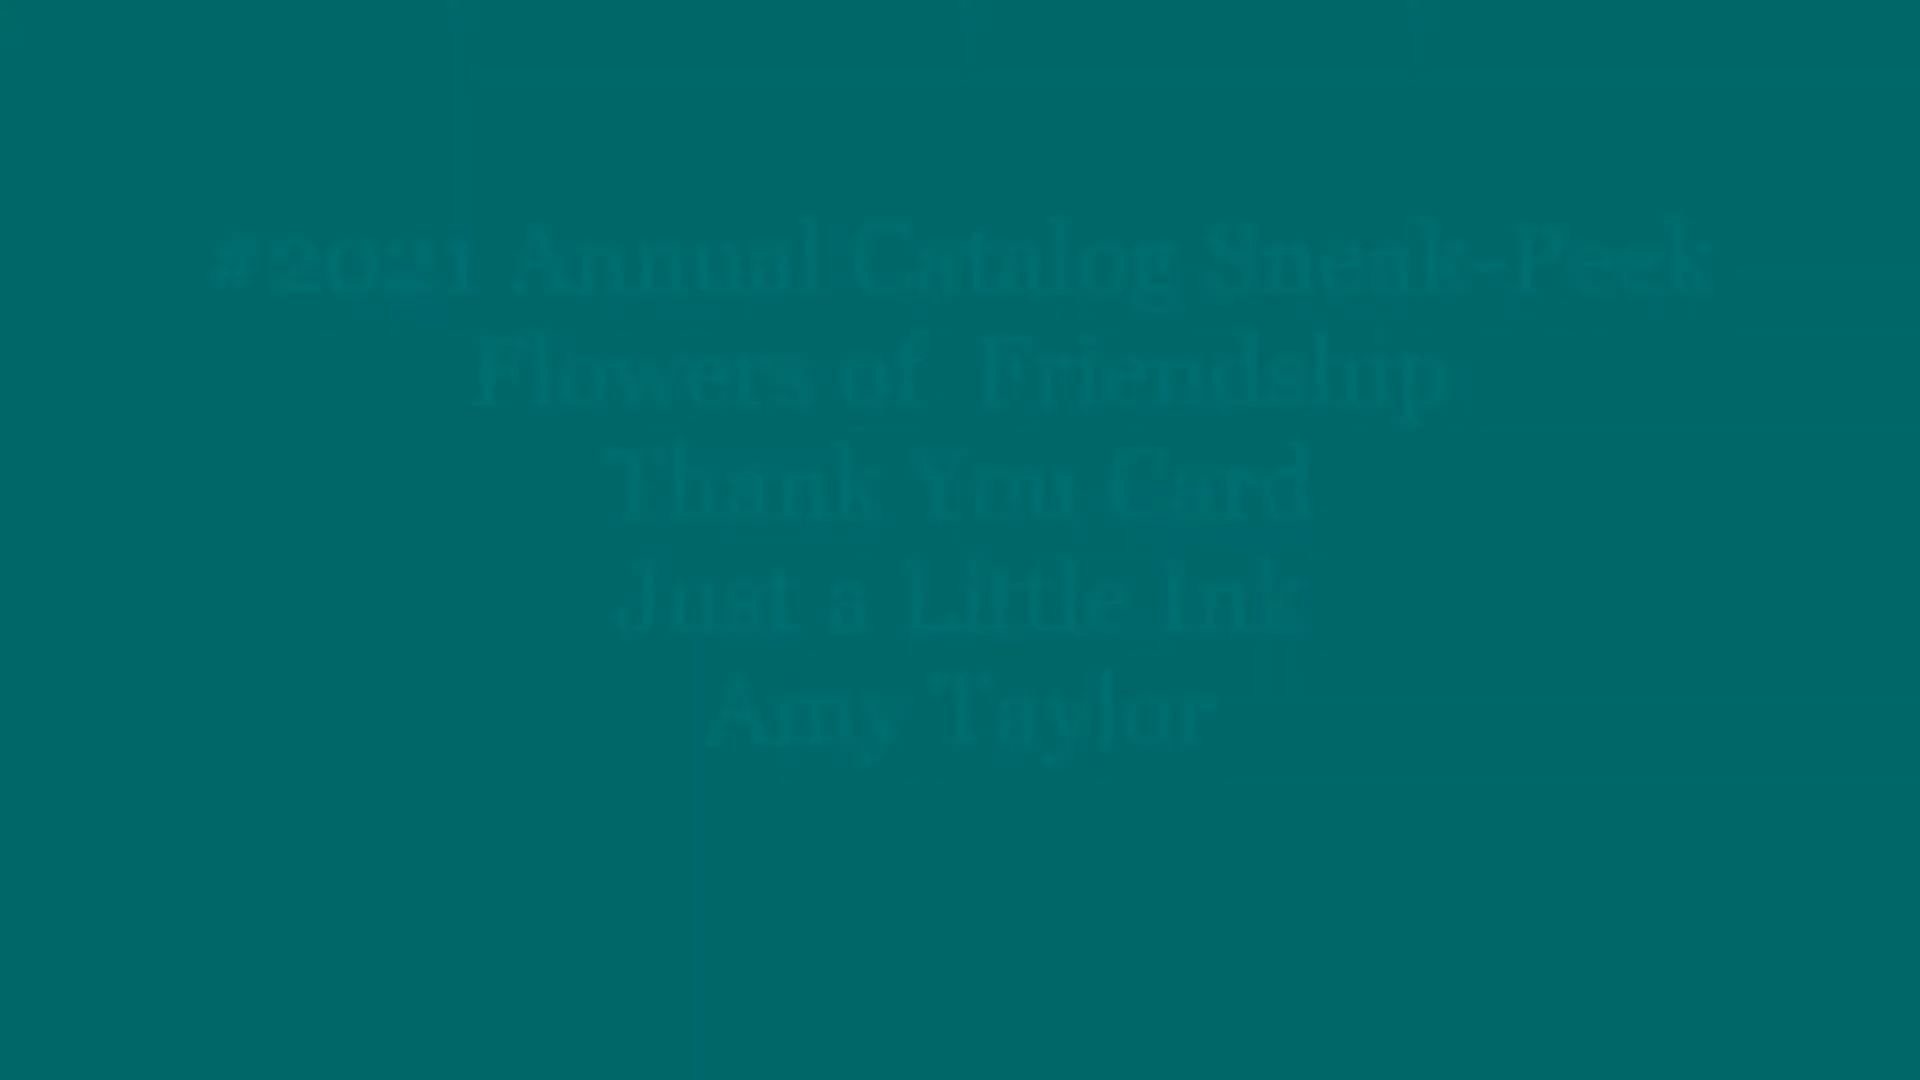 #2021 Annual Catalog Sneak-Peek
Flowers of Friendship
Thank You Card
Just a Little Ink
Amy Taylor